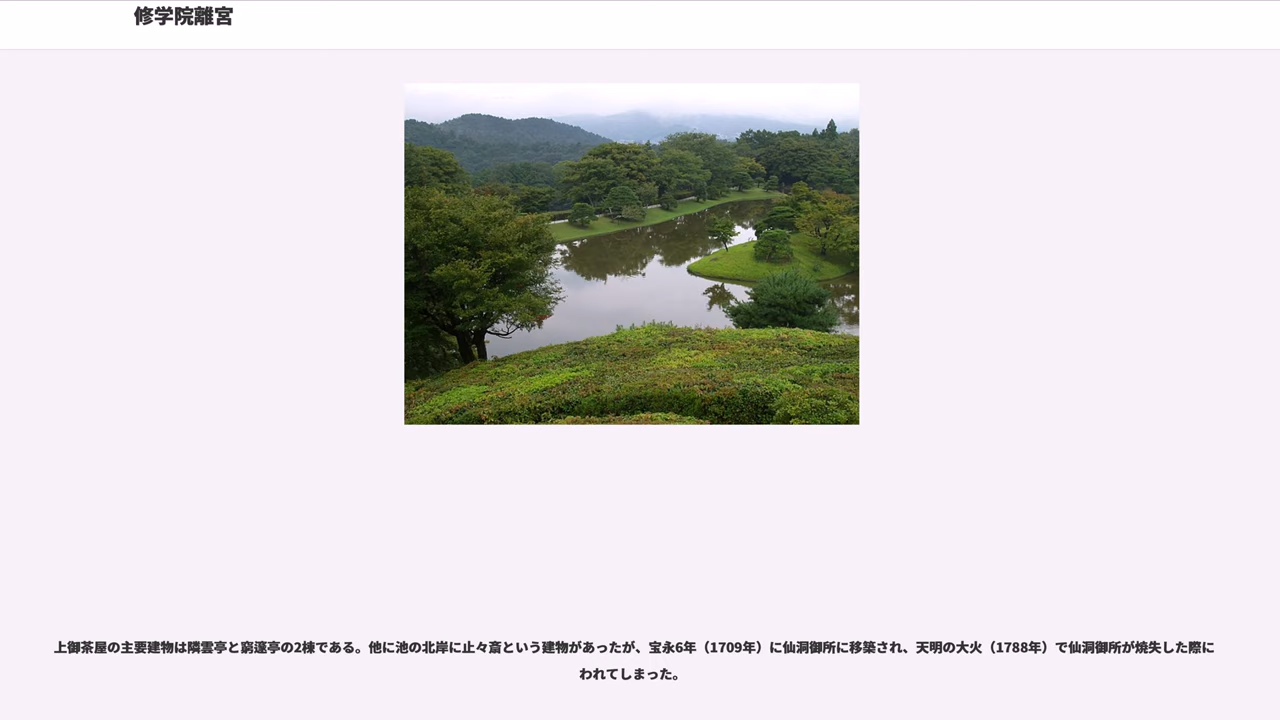 修学院離宮
上御茶屋の主要建物は隣雲亭と窮邃亭の2棟である。他に池の北岸に止々斎という建物があったが、宝永6年（1709年）に仙洞御所に移築され、天明の大火（1788年）で仙洞御所が焼失した際に
われてしまった。